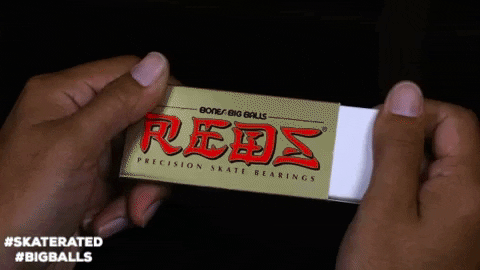 BONES BIG BALLS
REDS®
PRECISION SKATE BEARINGS
#SKATERATED
#BIGBALLS